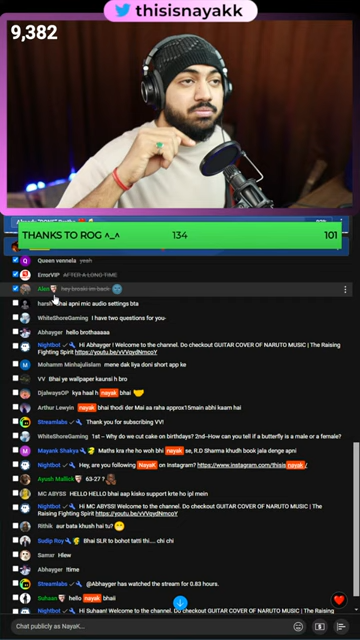 thisisnayakk
9,382
THANKS TO ROG ^_^ 134 101
Queen vennela yeah
ErrorVIP AFTER A LONG TIME
Alex hey breaki on back
harsh bhai apni mic audio settings bta
WhiteShoreGaming I have two questions for you-
Abhayger hello brothaaaaa
Nightbot Hi Abhayger! Welcome to the channel. Do checkout GUITAR COVER OF NARUTO MUSIC | The Raising
Fighting Spirit https://youtu.be/vVVqydNmcoY
Mohamm Minhajulislam mene dak liya doni short app ke
VV Bhai ye wallpaper kaunsi h bro
DjalwaysOP kya haal h nayak bhai
Arthur Lewyin nayak bhai thodi der Mai aa raha approx15main abhi kaam hai
Streamlabs Thank you for subscribing VV!
WhiteShoreGaming 1st – Why do we cut cake on birthdays? 2nd–How can you tell if a butterfly is a male or a female?
Mayank Shakya Maths kra rhe ho woh bhi nayak se, R.D Sharma khudh book jala denge apni
Nightbot Hey, are you following Nayak on Instagram? https://www.instagram.com/thisisnayak/
Ayush Mallick 63-27 ?
MC ABYSS HELLO HELLO bhai aap kisko support krte ho ipl mein
Nightbot Hi MC ABYSS! Welcome to the channel. Do checkout GUITAR COVER OF NARUTO MUSIC | The
Raising Fighting Spirit https://youtu.be/vVVqydNmcoY
Rithik aur bata khush hai tu?
Sudip Roy Bhai SLR to bohot tatti thi.... chi chi
Samar Hiew
Abhayger !time
Streamlabs @Abhayger has watched the stream for 0.83 hours.
Suhaan hello nayak bhaii
Nightbot Hi Suhaan! Welcome to the channel. Do checkout GUITAR COVER OF NARUTO MUSIC | The Raising
Chat publicly as NayaK...